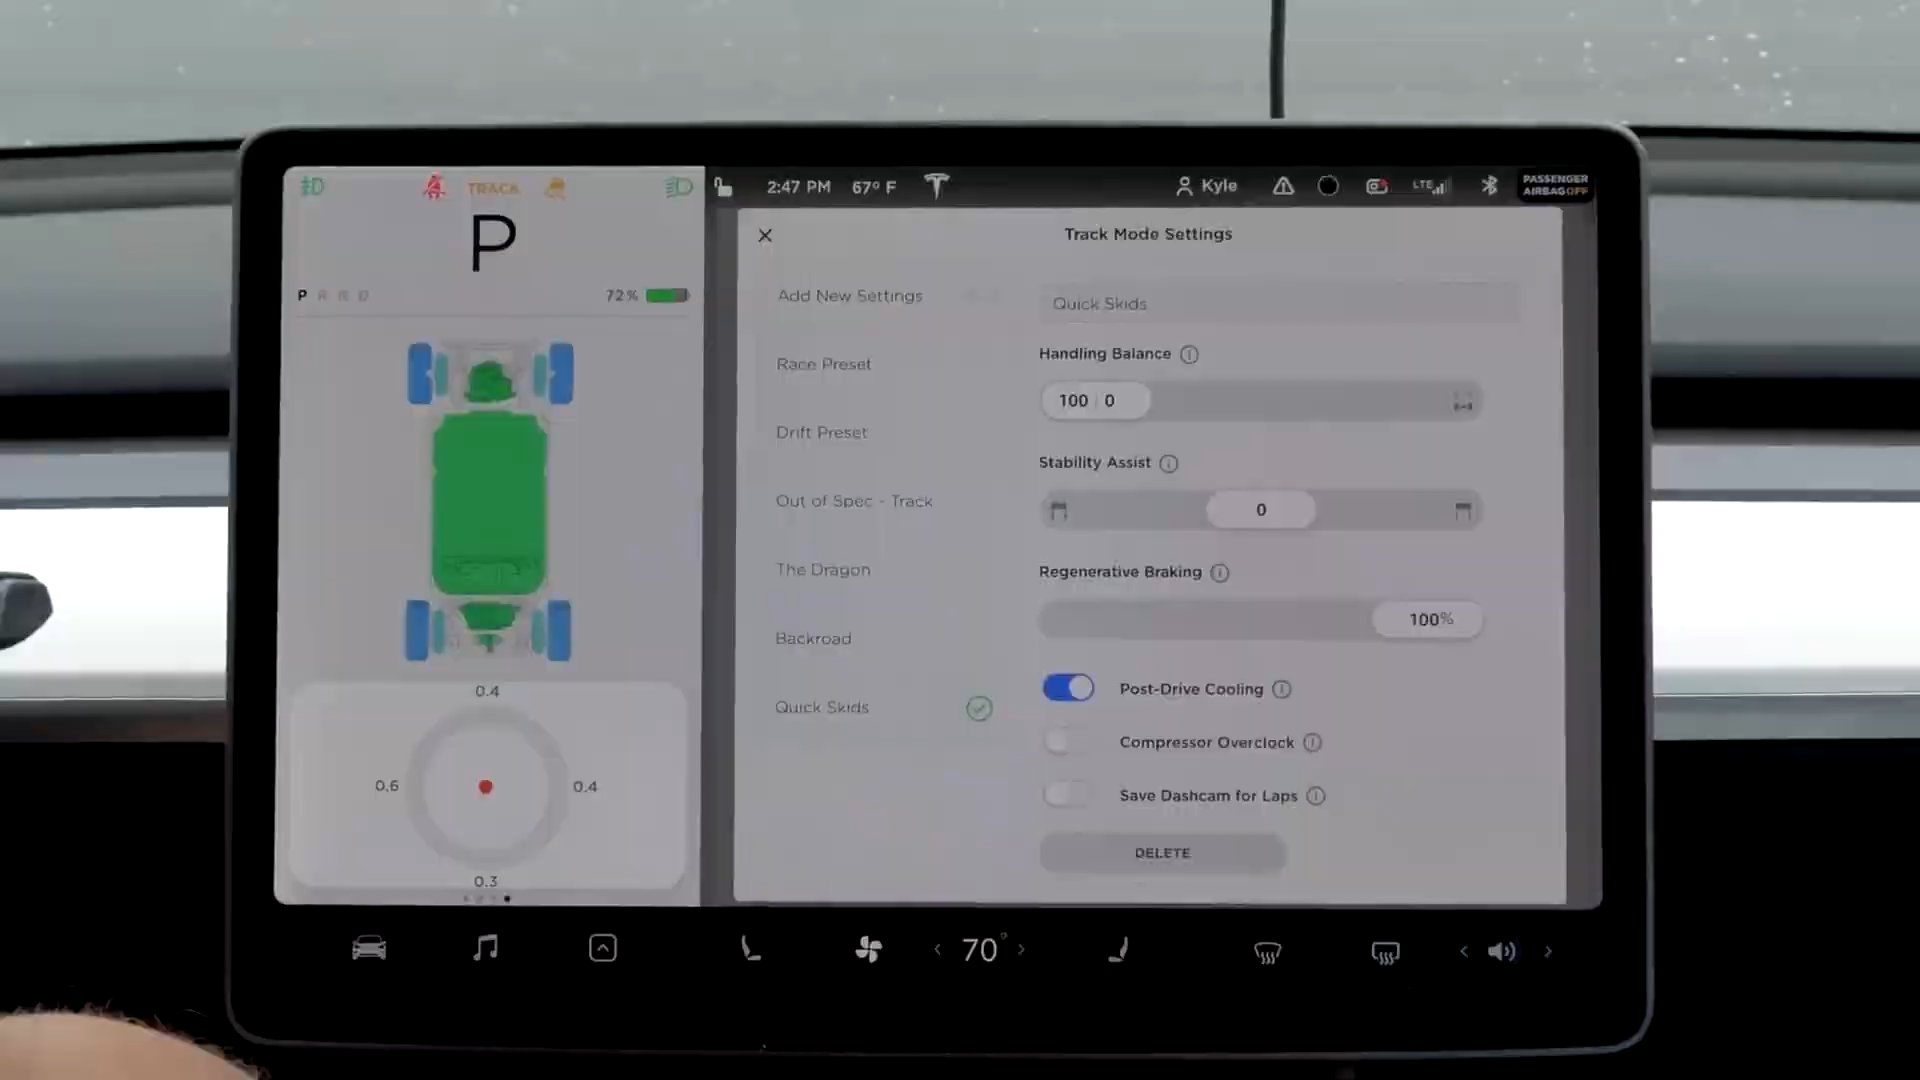 TRACK
P
P R N D
72%
0.4
0.6
0.4
0.3
2:47 PM 67° F
Kyle
LTE
PASSENGER
AIRBAG OFF
Track Mode Settings
Add New Settings
Race Preset
Drift Preset
Out of Spec - Track
The Dragon
Backroad
Quick Skids
Quick Skids
Handling Balance
100 0
Stability Assist
0
Regenerative Braking
100%
Post-Drive Cooling
Compressor Overclock
Save Dashcam for Laps
DELETE
70°